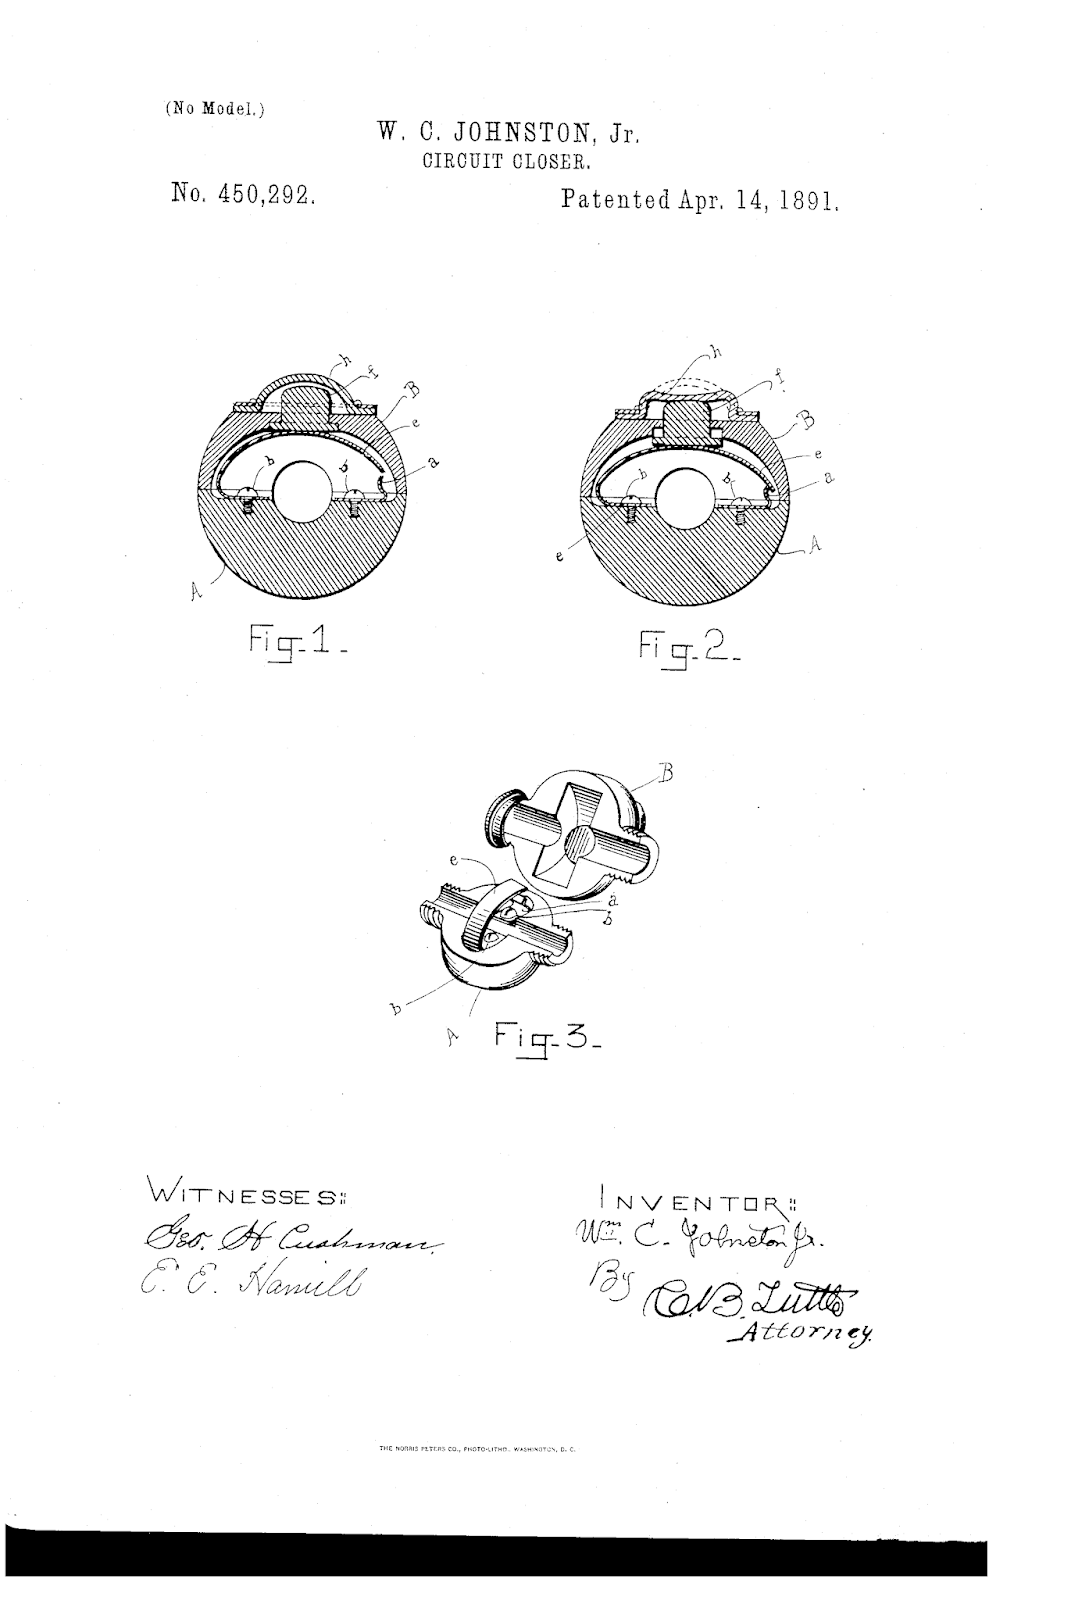 (No Model.)
W. C. JOHNSTON, Jr.
CIRCUIT CLOSER.
No. 450,292.
Patented Apr. 14, 1891.
h
f
B
e
a
b
b
A
Fig-1-
h
f
B
e
a
b
b
e
A
Fig-2-
B
e
a
b
b
A
Fig-3-
WITNESSES:
Geo. H Cushman.
E. E. Hamill
INVENTOR:
Wm. C. Johnston Jr.
By
C. B. Tuttle
Attorney.
THE NORRIS PETERS CO., PHOTO-LITHO., WASHINGTON, D. C.